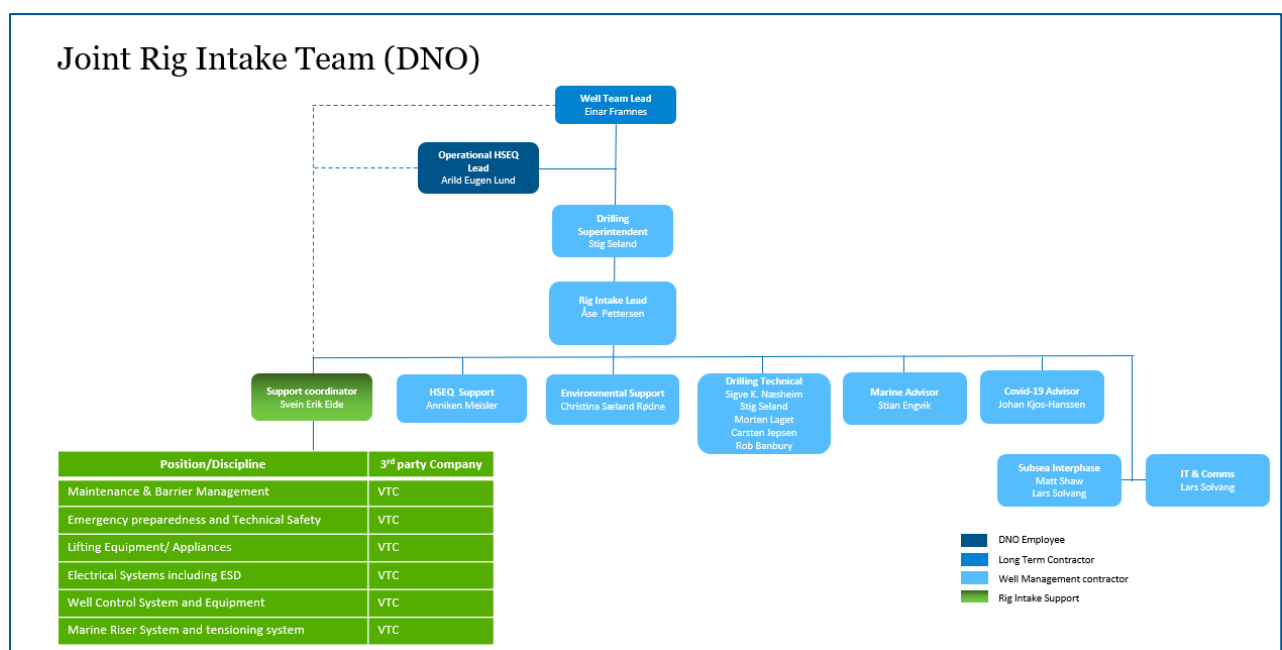 Joint Rig Intake Team (DNO)
Well Team Lead
Einar Framnes
Operational HSEQ
Lead
Arild Eugen Lund
Drilling
Superintendent
Stig Seland
Rig Intake Lead
Åse Pettersen
Support coordinator
Svein Erik Eide
HSEQ Support
Anniken Meisler
Environmental Support
Christina Sæland Rødne
Drilling Technical
Sigve K. Næsheim
Stig Seland
Morten Laget
Carsten Jepsen
Rob Banbury
Marine Advisor
Stian Engvik
Covid-19 Advisor
Johan Kjos-Hanssen
Subsea Interphase
Matt Shaw
Lars Solvang
IT & Comms
Lars Solvang
Position/Discipline 3rd party Company
Maintenance & Barrier Management VTC
Emergency preparedness and Technical Safety VTC
Lifting Equipment/ Appliances VTC
Electrical Systems including ESD VTC
Well Control System and Equipment VTC
Marine Riser System and tensioning system VTC
DNO Employee
Long Term Contractor
Well Management contractor
Rig Intake Support